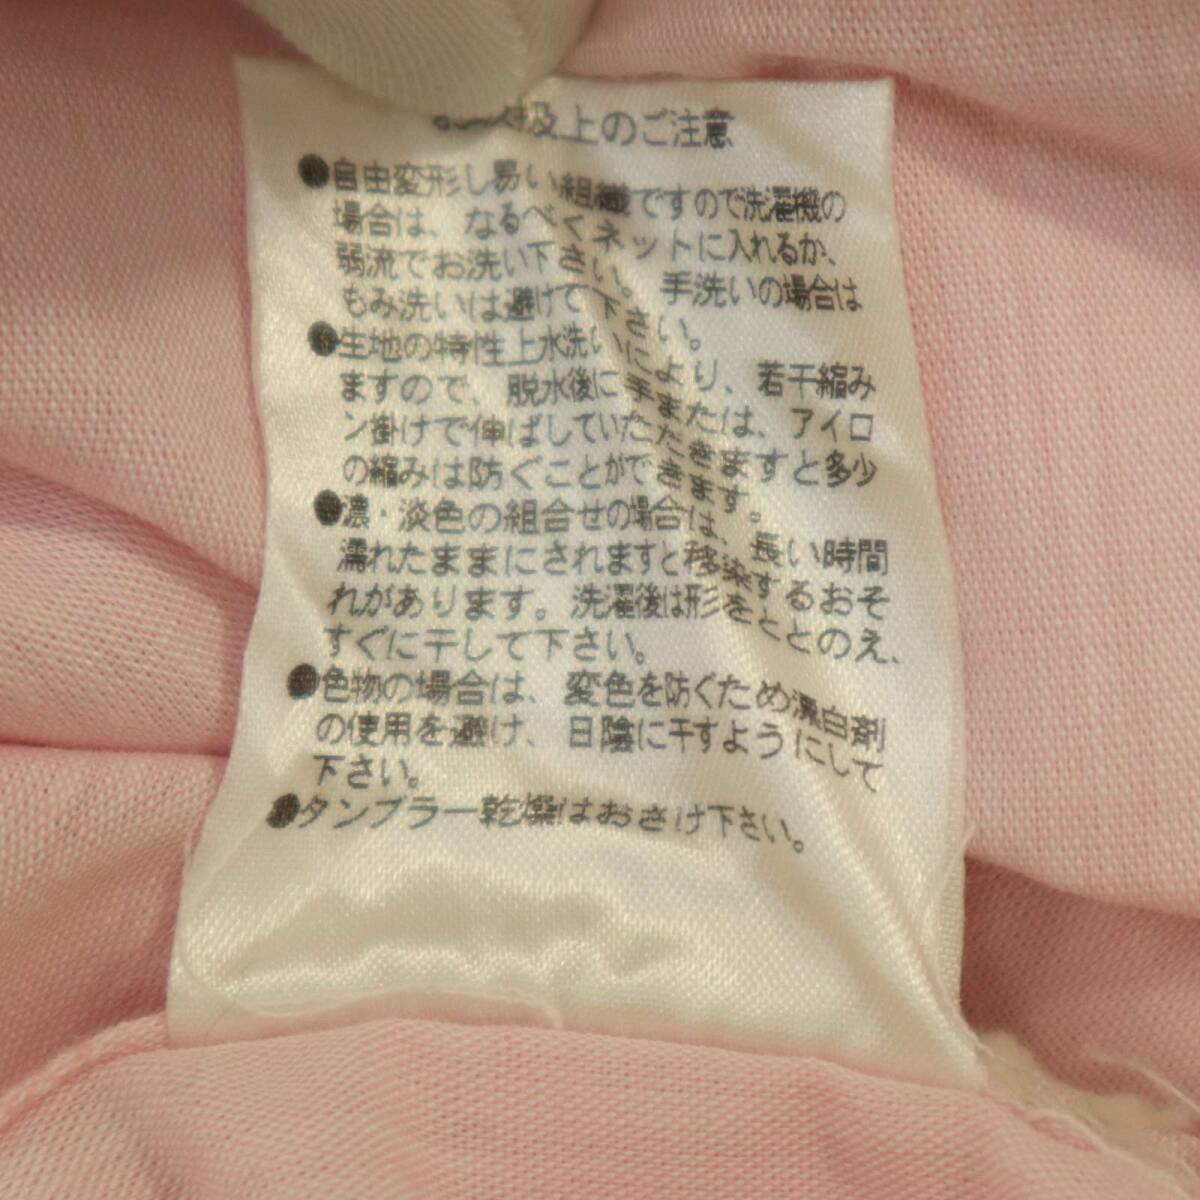 扱上のご注意
●自由変形し易い組織ですので洗濯機の
場合は、なるべくネットに入れるか、
弱流でお洗い下さい。手洗いの場合は
もみ洗いは避けて下さい。
●生地の特性上水洗いにより、若干縮み
ますので、脱水後に手または、アイロ
ン掛けで伸ばしていただきますと多少
の縮みは防ぐことができます。
●濃・淡色の組合せの場合は、長い時間
濡れたままにされますと移染するおそ
れがあります。洗濯後は形をととのえ、
すぐに干して下さい。
●色物の場合は、変色を防ぐため漂白剤
の使用を避け、日陰に干すようにして
下さい。
●タンブラー乾燥はおさけ下さい。